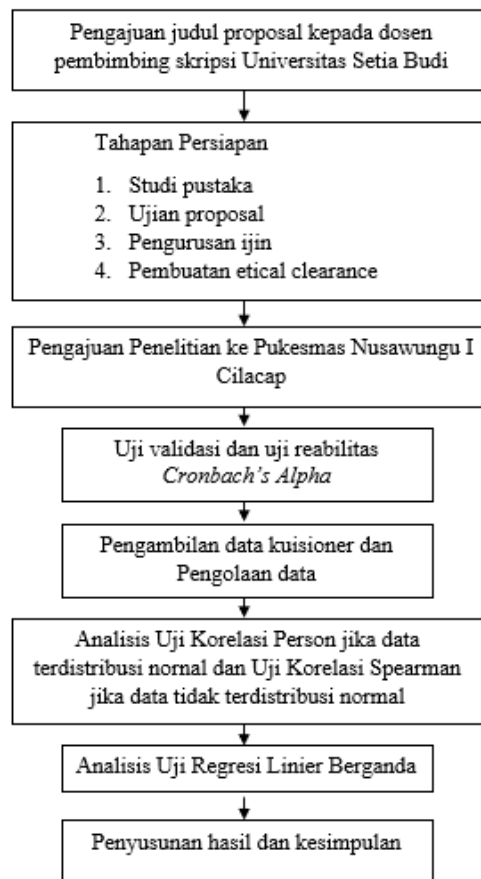 Pengajuan judul proposal kepada dosen
pembimbing skripsi Universitas Setia Budi
Tahapan Persiapan
1. Studi pustaka
2. Ujian proposal
3. Pengurusan ijin
4. Pembuatan etical clearance
Pengajuan Penelitian ke Pukesmas Nusawungu I
Cilacap
Uji validasi dan uji reabilitas
Cronbach's Alpha
Pengambilan data kuisioner dan
Pengolaan data
Analisis Uji Korelasi Person jika data
terdistribusi nornal dan Uji Korelasi Spearman
jika data tidak terdistribusi normal
Analisis Uji Regresi Linier Berganda
Penyusunan hasil dan kesimpulan